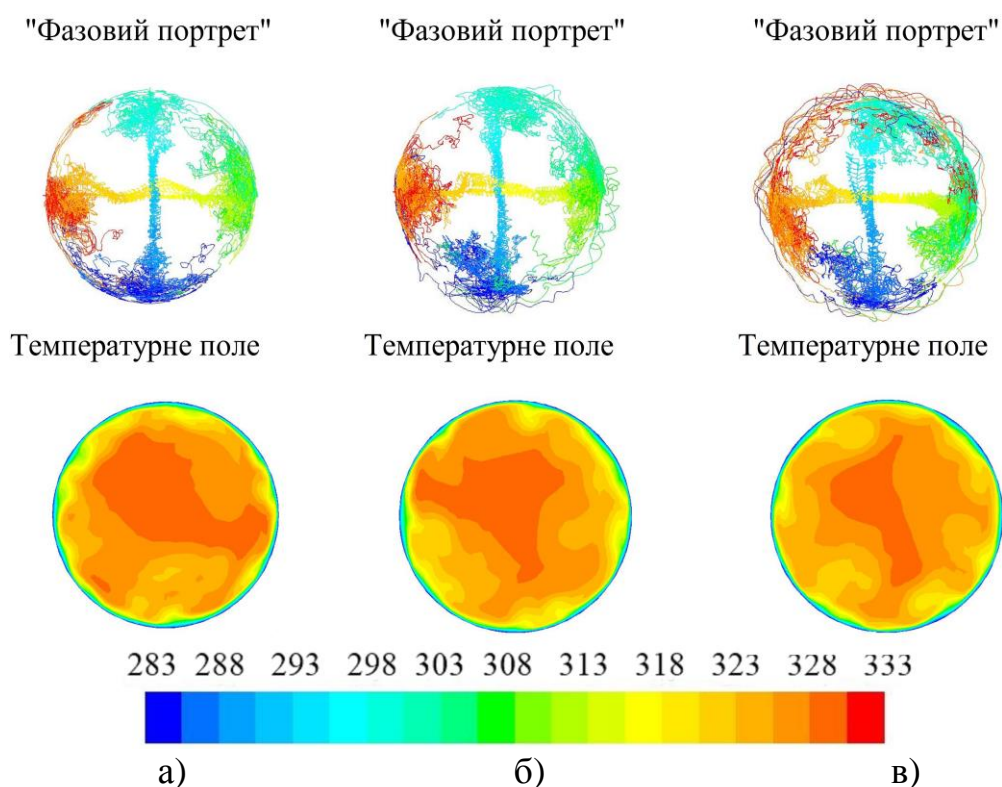 "Фазовий портрет" "Фазовий портрет" "Фазовий портрет"
Температурне поле Температурне поле Температурне поле
283 288 293 298 303 308 313 318 323 328 333
а) б) в)